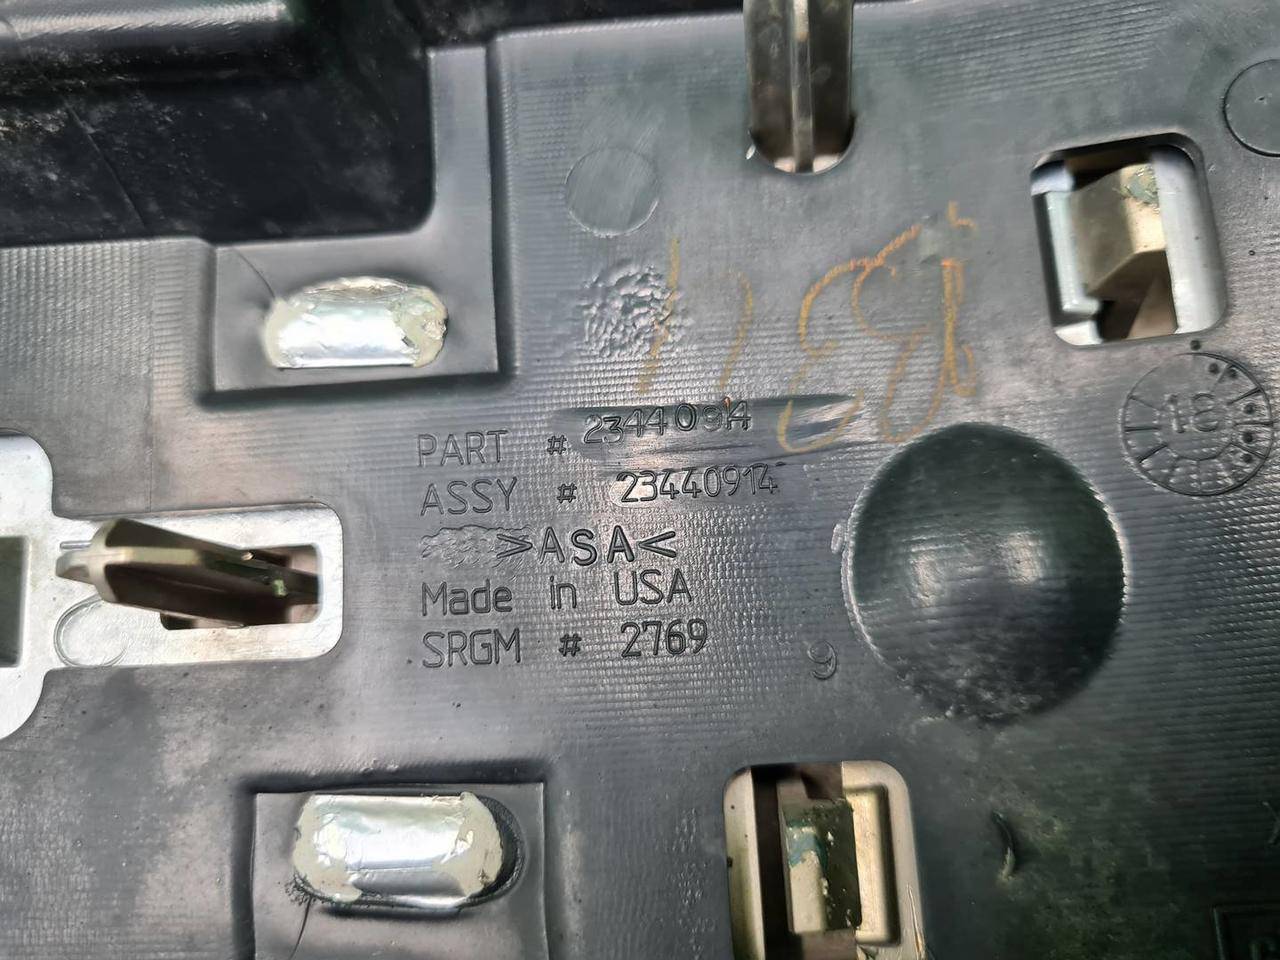 PART # 23440914
ASSY # 23440914
>ASA<
Made in USA
SRGM # 2769
9
18